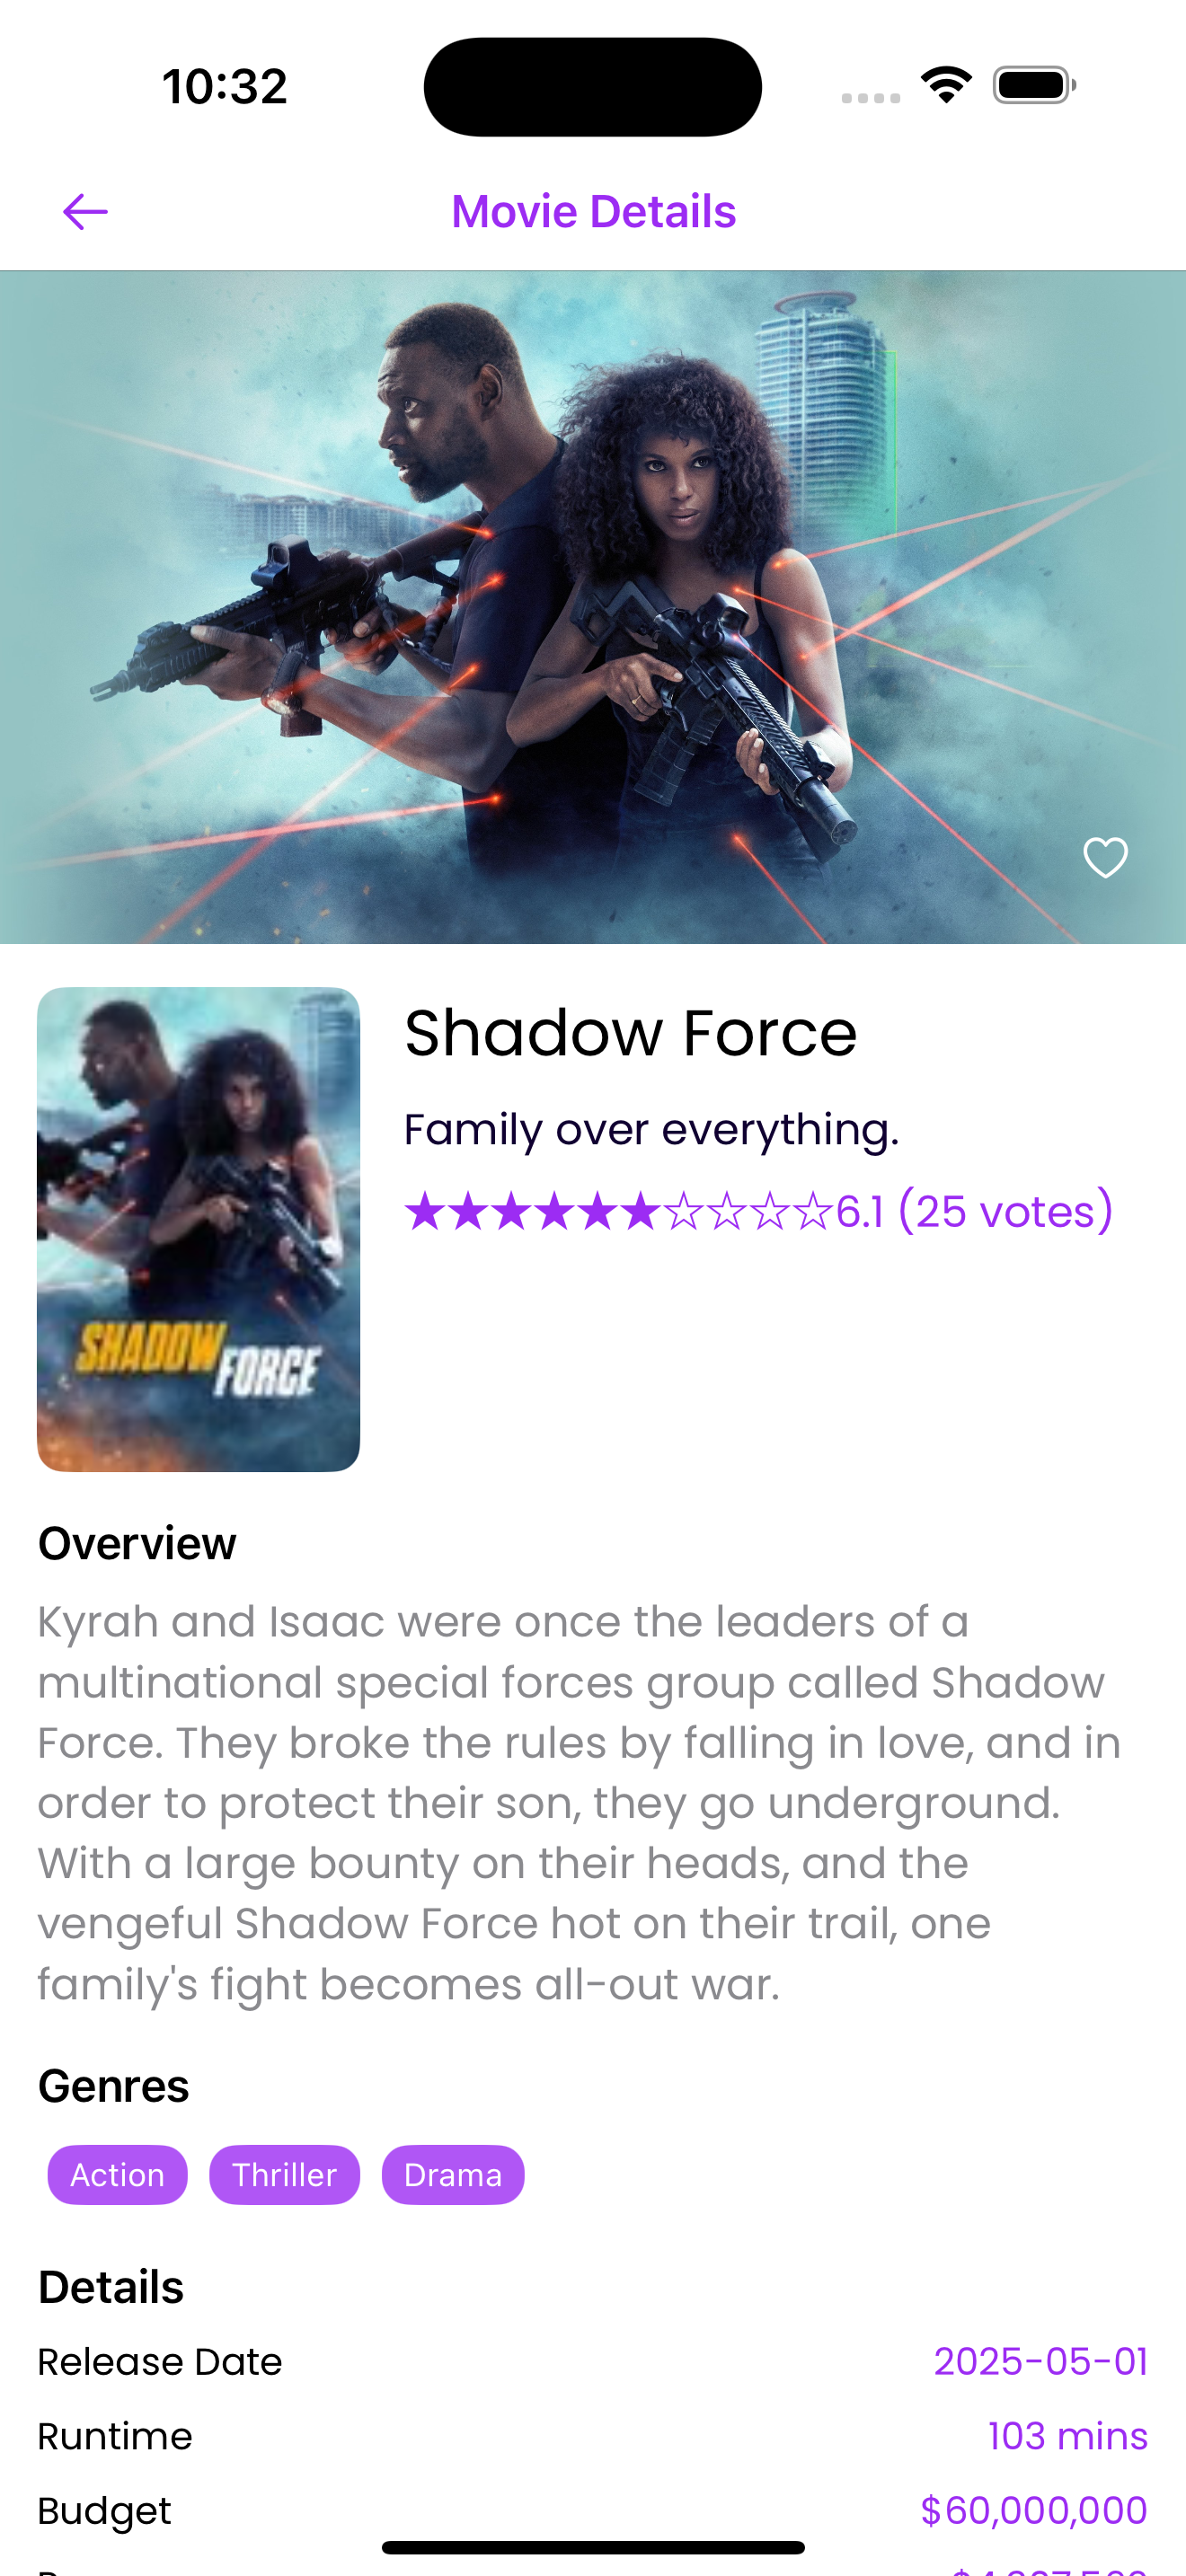 10:32
Movie Details
Shadow Force
Family over everything.
★★★★★★☆☆☆☆6.1 (25 votes)
SHADOW
FORCE
Overview
Kyrah and Isaac were once the leaders of a
multinational special forces group called Shadow
Force. They broke the rules by falling in love, and in
order to protect their son, they go underground.
With a large bounty on their heads, and the
vengeful Shadow Force hot on their trail, one
family's fight becomes all-out war.
Genres
Action Thriller Drama
Details
Release Date 2025-05-01
Runtime 103 mins
Budget $60,000,000